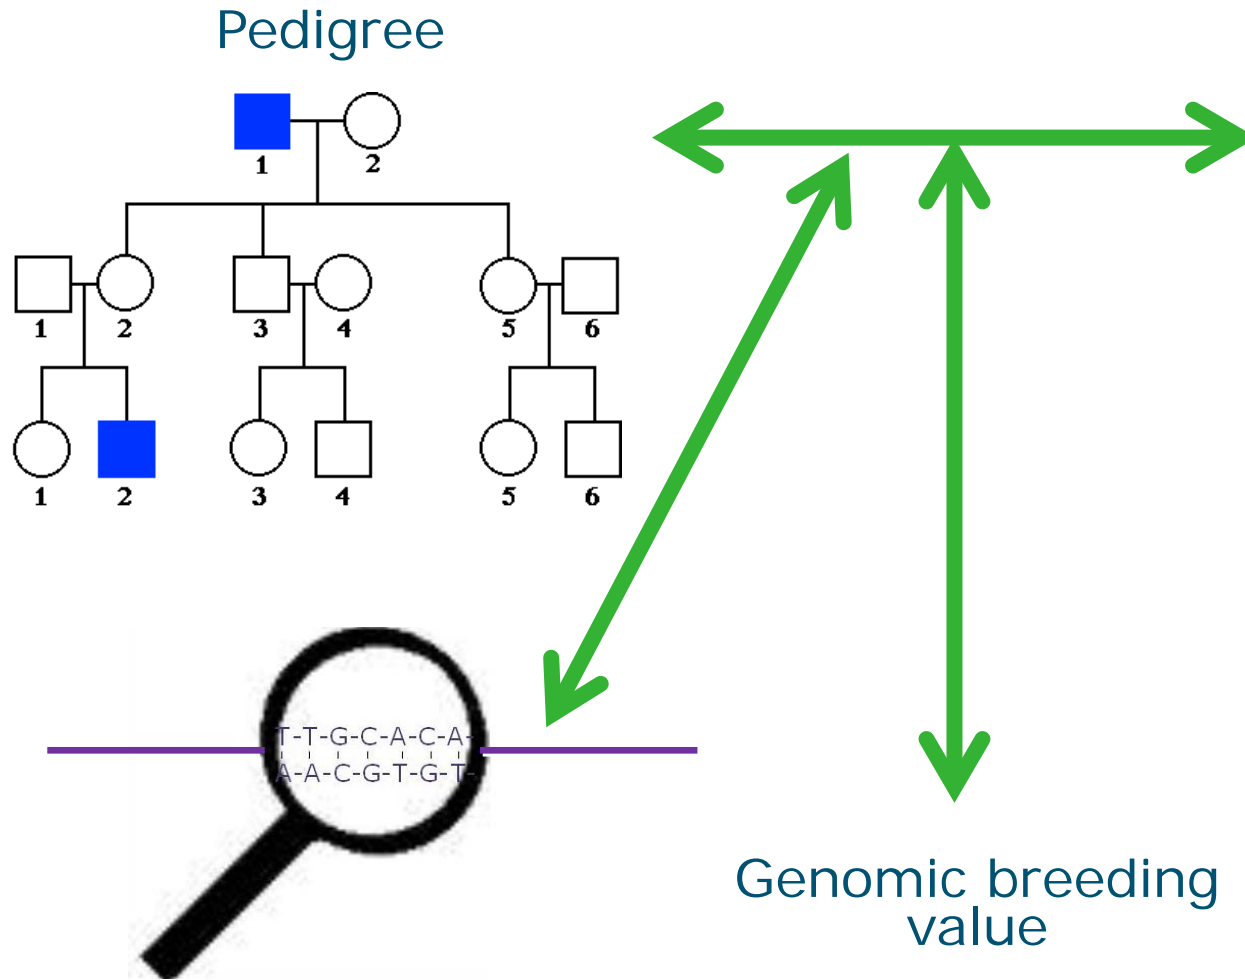 Pedigree
1 2
1 2 3 4 5 6
1 2 3 4 5 6
T-T-G-C-A-C-A-
A-A-C-G-T-G-T-
Genomic breeding
value